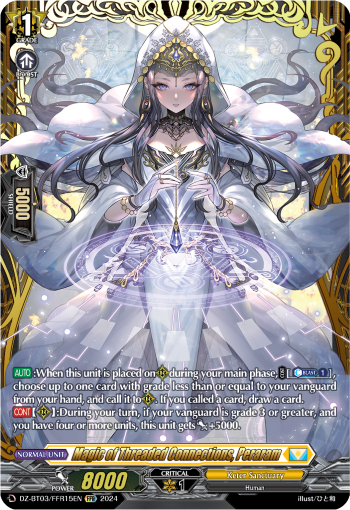 1
GRADE
BOOST
5000
SHIELD
AUTO:When this unit is placed on during your main phase, COST [BLAST 1],
choose up to one card with grade less than or equal to your vanguard
from your hand, and call it to . If you called a card, draw a card.
CONT []:During your turn, if your vanguard is grade 3 or greater, and
you have four or more units, this unit gets +5000.
NORMAL UNIT
Magic of Threaded Connections, Peraram
POWER 8000
CRITICAL
1
Keter Sanctuary
Human
DZ-BT03/FFR15EN FFR 2024
illust/ひと和